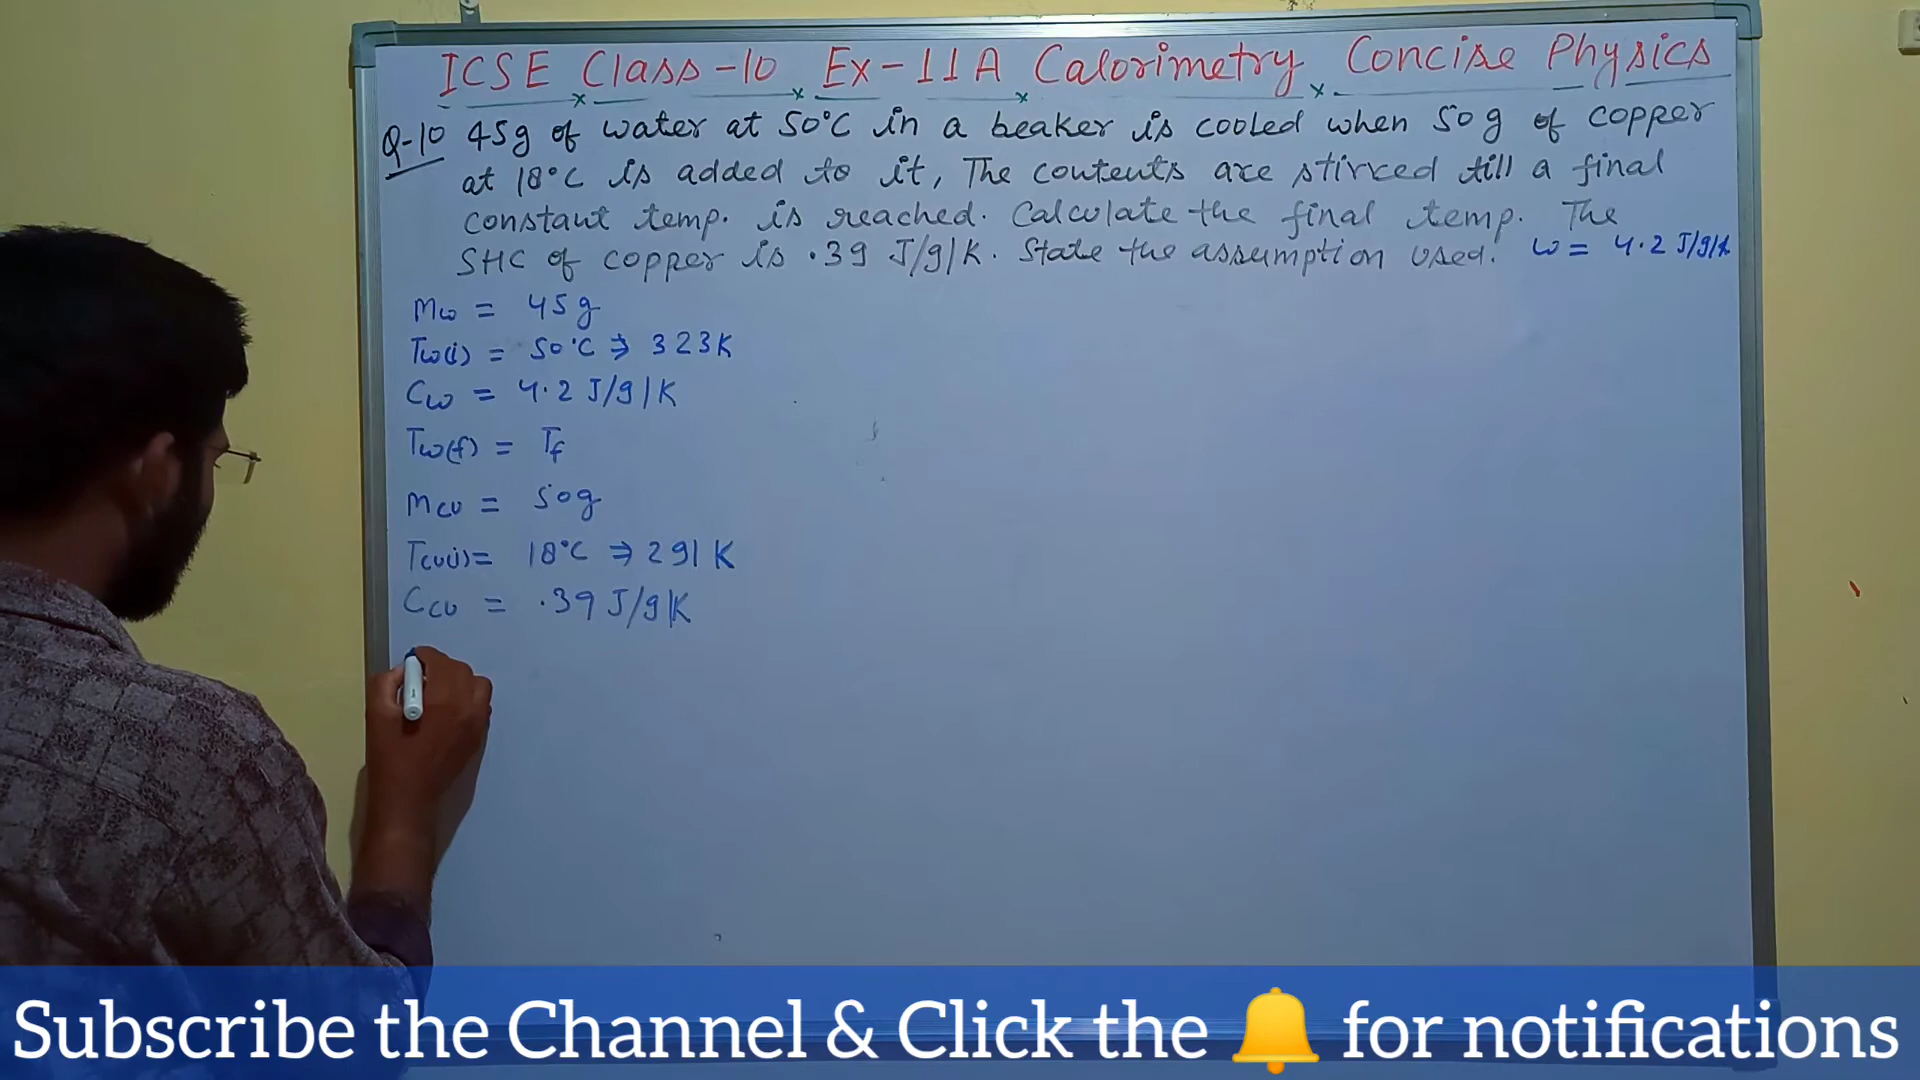 ICSE Class-10 Ex-11A Calorimetry Concise Physics
Q-10 45g of water at 50°C in a beaker is cooled when 50g of copper
at 18°C is added to it, The contents are stirred till a final
constant temp. is reached. Calculate the final temp. The
SHC of copper is .39 J/g/K. State the assumption used. w = 4.2 J/g/k
Mw = 45g
Tw(i) = 50°C ⇒ 323K
Cw = 4.2 J/g/K
Tw(f) = Tf
Mcu = 50g
Tcu(i) = 18°C ⇒ 291 K
Ccu = .39 J/g/K
Subscribe the Channel & Click the 🔔 for notifications